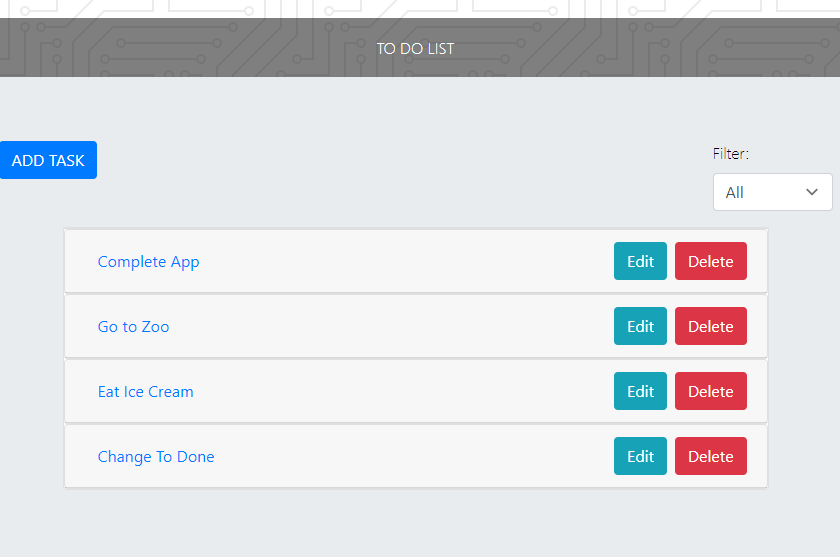 TO DO LIST
ADD TASK
Filter:
All
Complete App Edit Delete
Go to Zoo Edit Delete
Eat Ice Cream Edit Delete
Change To Done Edit Delete